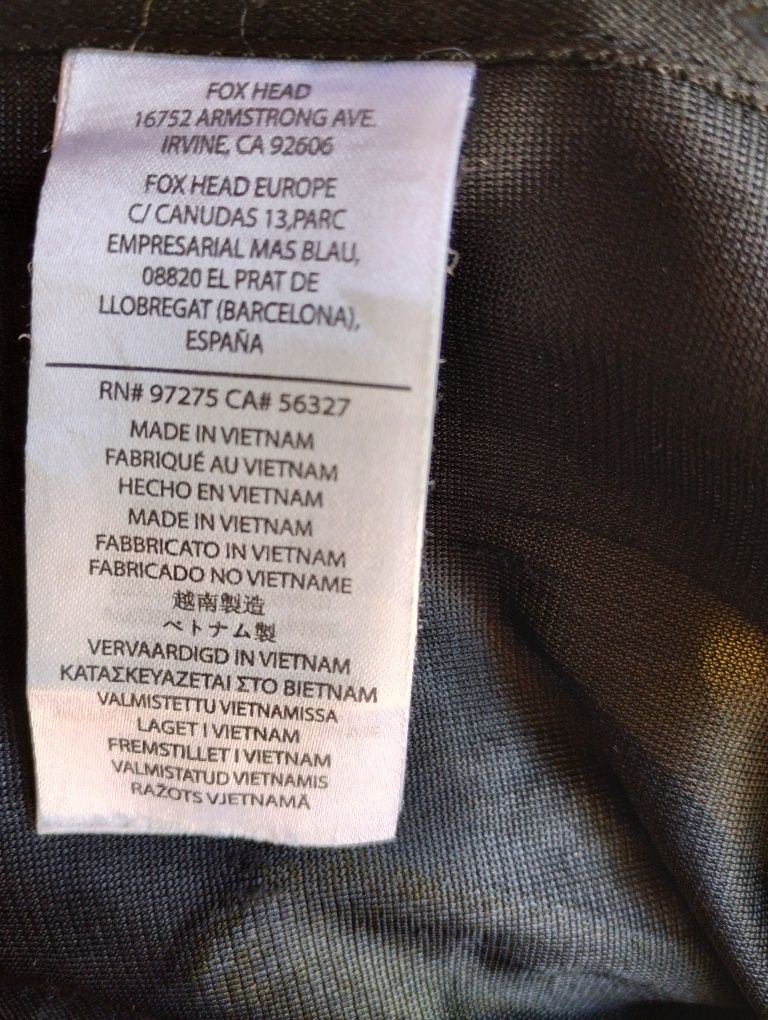 FOX HEAD
16752 ARMSTRONG AVE.
IRVINE, CA 92606
FOX HEAD EUROPE
C/ CANUDAS 13,PARC
EMPRESARIAL MAS BLAU,
08820 EL PRAT DE
LLOBREGAT (BARCELONA),
ESPAÑA
RN# 97275 CA# 56327
MADE IN VIETNAM
FABRIQUÉ AU VIETNAM
HECHO EN VIETNAM
MADE IN VIETNAM
FABBRICATO IN VIETNAM
FABRICADO NO VIETNAME
越南製造
ベトナム製
VERVAARDIGD IN VIETNAM
ΚΑΤΑΣΚΕΥΑΖΕΤΑΙ ΣΤΟ ΒΙΕΤΝΑΜ
VALMISTETTU VIETNAMISSA
LAGET I VIETNAM
FREMSTILLET I VIETNAM
VALMISTATUD VIETNAMIS
RAŽOTS VJETNAMĀ